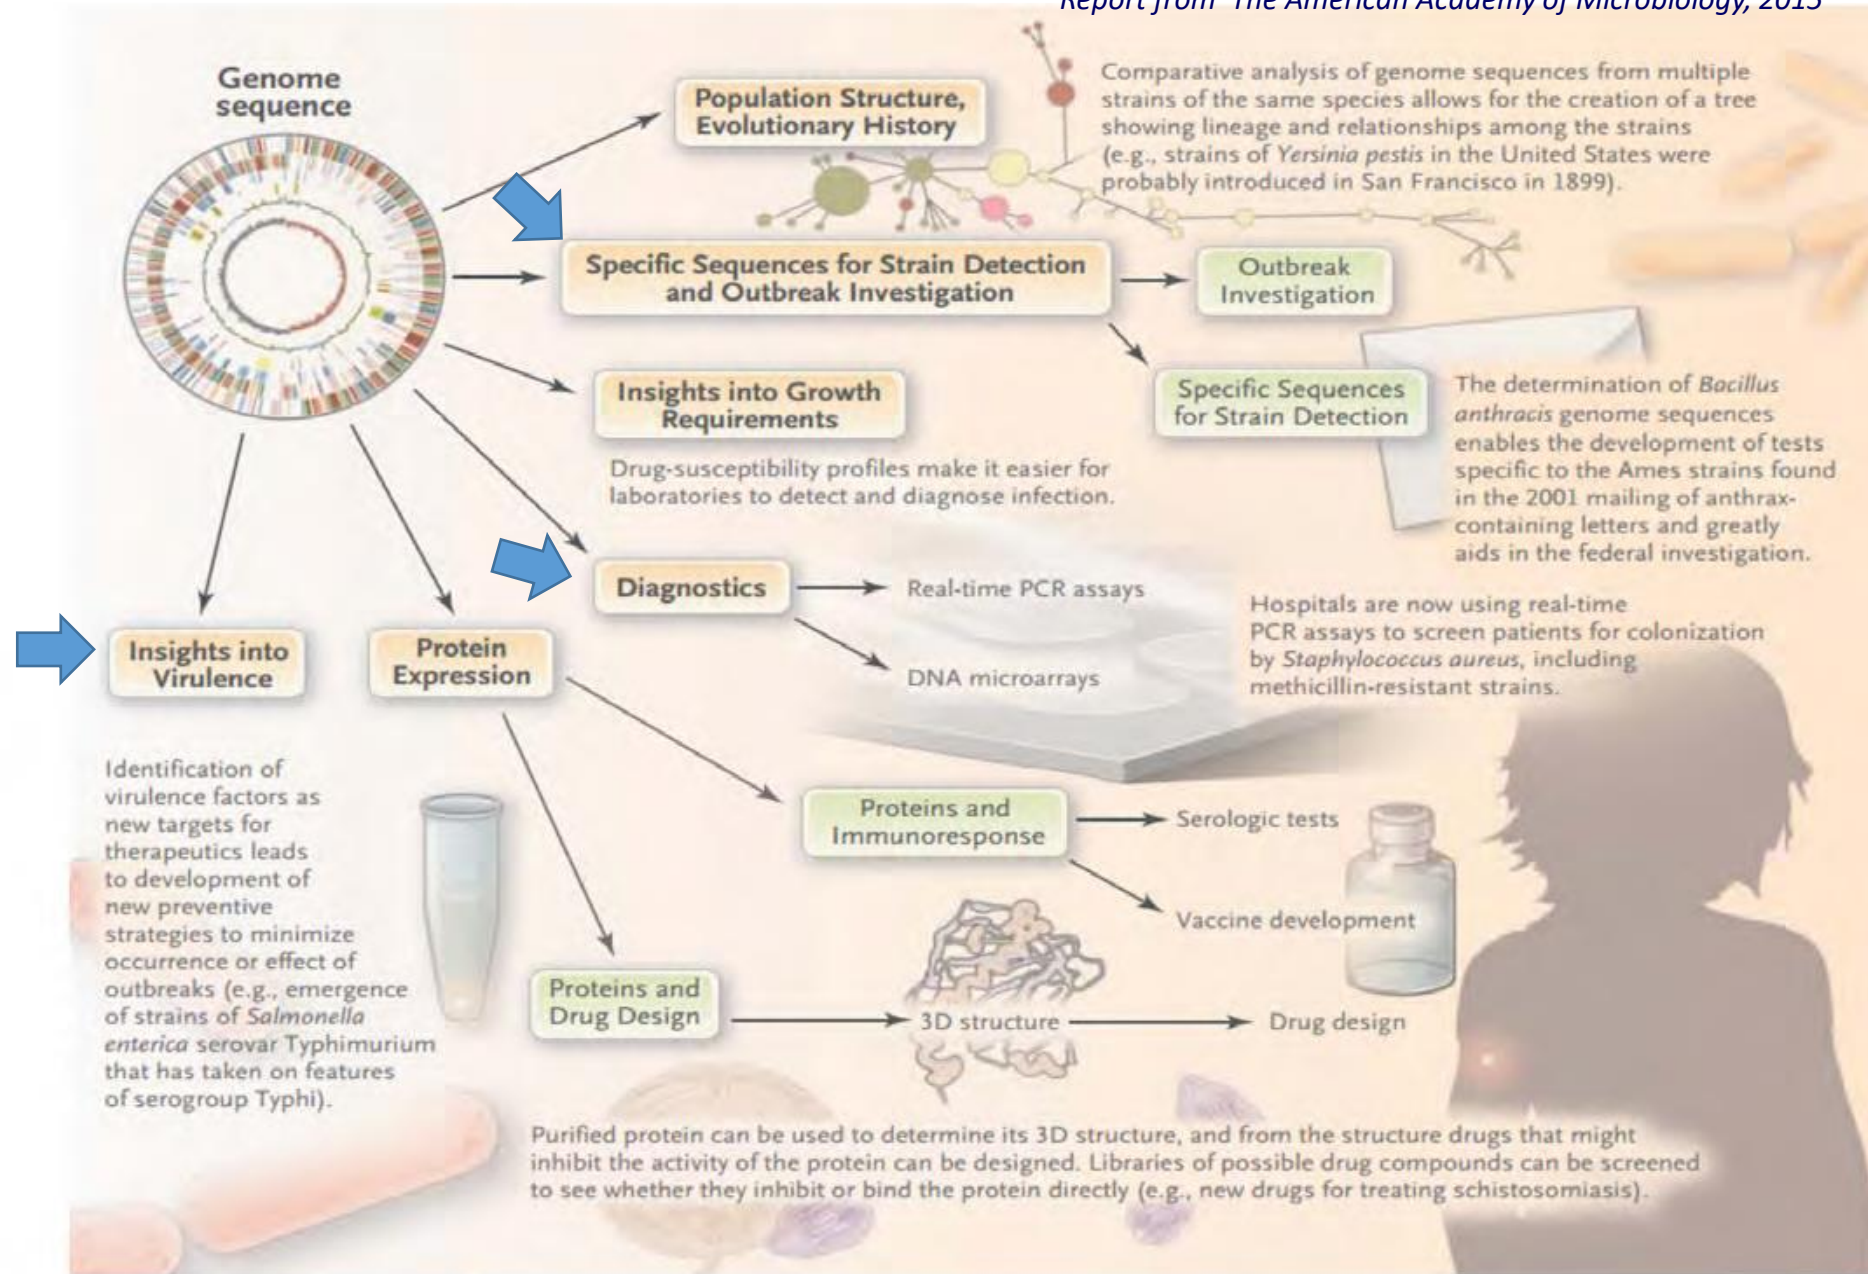 Report from 'The American Academy of Microbiology, 2015
Genome
sequence
Population Structure,
Evolutionary History
Comparative analysis of genome sequences from multiple
strains of the same species allows for the creation of a tree
showing lineage and relationships among the strains
(e.g., strains of Yersinia pestis in the United States were
probably introduced in San Francisco in 1899).
Specific Sequences for Strain Detection
and Outbreak Investigation
Outbreak
Investigation
Insights into Growth
Requirements
Drug-susceptibility profiles make it easier for
laboratories to detect and diagnose infection.
Specific Sequences
for Strain Detection
The determination of Bacillus
anthracis genome sequences
enables the development of tests
specific to the Ames strains found
in the 2001 mailing of anthrax-
containing letters and greatly
aids in the federal investigation.
Diagnostics
Real-time PCR assays
DNA microarrays
Hospitals are now using real-time
PCR assays to screen patients for colonization
by Staphylococcus aureus, including
methicillin-resistant strains.
Insights into
Virulence
Protein
Expression
Identification of
virulence factors as
new targets for
therapeutics leads
to development of
new preventive
strategies to minimize
occurrence or effect of
outbreaks (e.g., emergence
of strains of Salmonella
enterica serovar Typhimurium
that has taken on features
of serogroup Typhi).
Proteins and
Immunoresponse
Serologic tests
Vaccine development
Proteins and
Drug Design
3D structure
Drug design
Purified protein can be used to determine its 3D structure, and from the structure drugs that might
inhibit the activity of the protein can be designed. Libraries of possible drug compounds can be screened
to see whether they inhibit or bind the protein directly (e.g., new drugs for treating schistosomiasis).